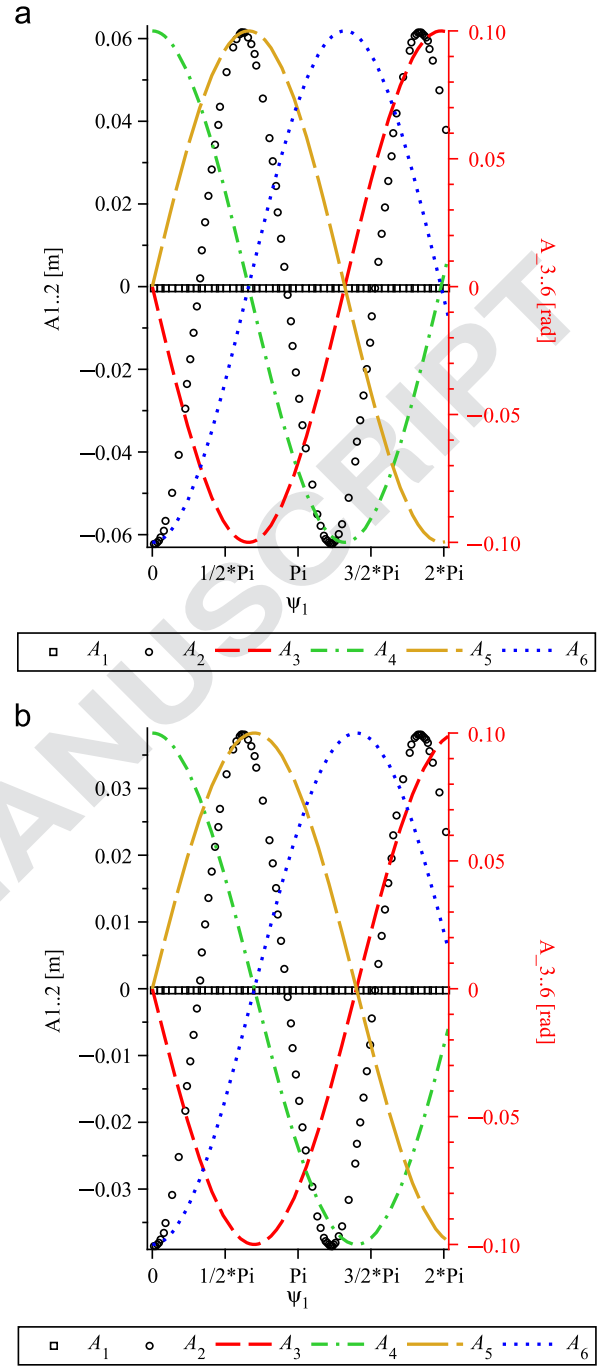 a
0.06
0.04
0.02
0
−0.02
−0.04
−0.06
A1..2 [m]
0.10
0.05
0
−0.05
−0.10
A_3..6 [rad]
0 1/2*Pi Pi 3/2*Pi 2*Pi
ψ1
A1 A2 A3 A4 A5 A6
b
0.03
0.02
0.01
0
−0.01
−0.02
−0.03
A1..2 [m]
0.10
0.05
0
−0.05
−0.10
A_3..6 [rad]
0 1/2*Pi Pi 3/2*Pi 2*Pi
ψ1
A1 A2 A3 A4 A5 A6
MANUSCRIPT